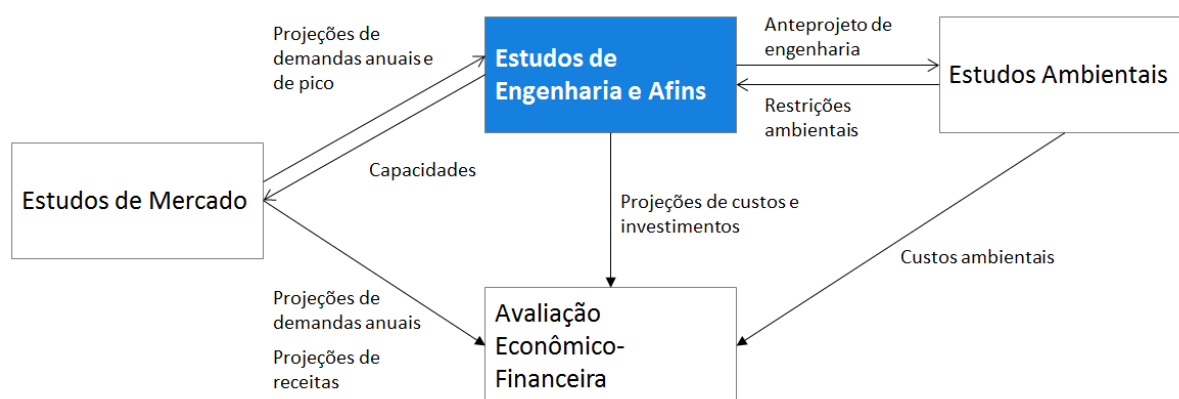 Projeções de
demandas anuais e
de pico
Estudos de
Engenharia e Afins
Anteprojeto de
engenharia
Estudos Ambientais
Restrições
ambientais
Capacidades
Estudos de Mercado
Projeções de custos e
investimentos
Custos ambientais
Projeções de
demandas anuais
Projeções de
receitas
Avaliação
Econômico-
Financeira